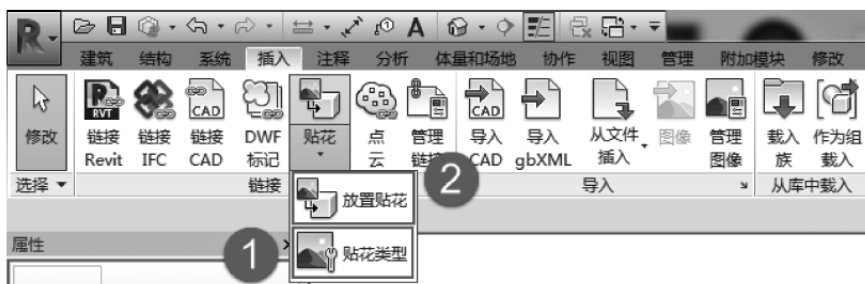 建筑 结构 系统 插入 注释 分析 体量和场地 协作 视图 管理 附加模块 修改
修改 链接 链接 链接 DWF 贴花 点 管理 导入 导入 从文件 图像 管理 载入 作为组
Revit IFC CAD 标记 云 链接 CAD gbXML 插入 图像 族 载入
选择 链接 导入 从库中载入
放置贴花 2
属性 1 贴花类型